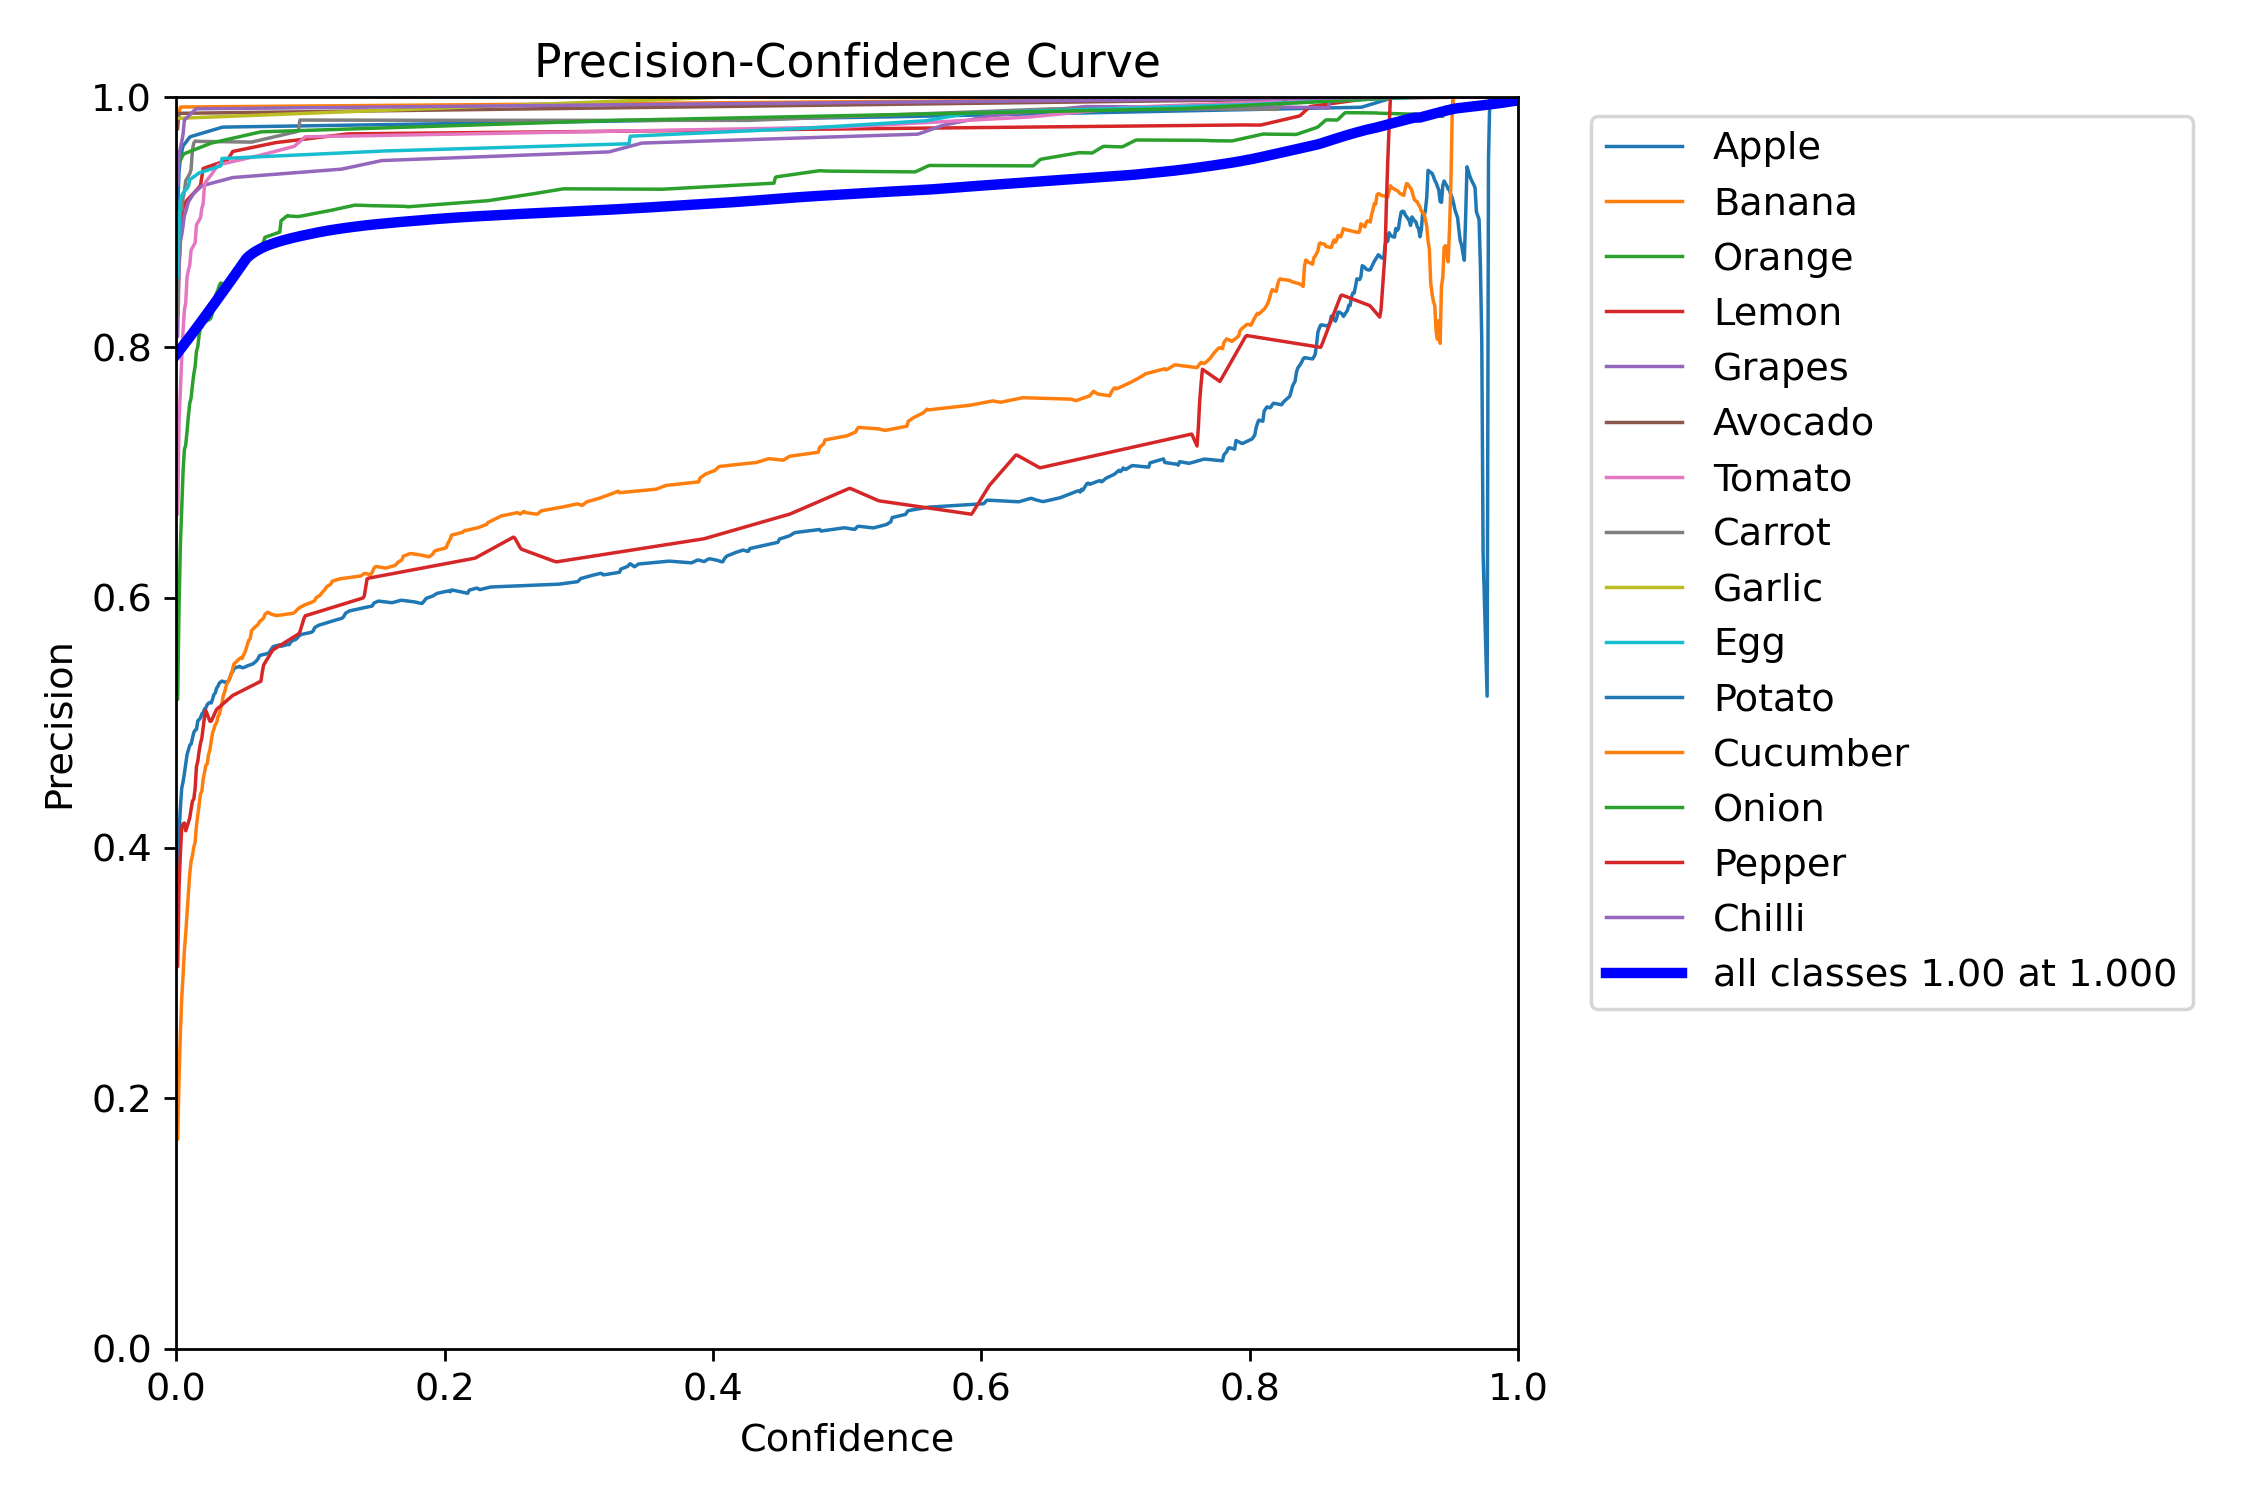 Precision-Confidence Curve
1.0
0.8
0.6
0.4
0.2
0.0
Precision
0.0 0.2 0.4 0.6 0.8 1.0
Confidence
Apple
Banana
Orange
Lemon
Grapes
Avocado
Tomato
Carrot
Garlic
Egg
Potato
Cucumber
Onion
Pepper
Chilli
all classes 1.00 at 1.000